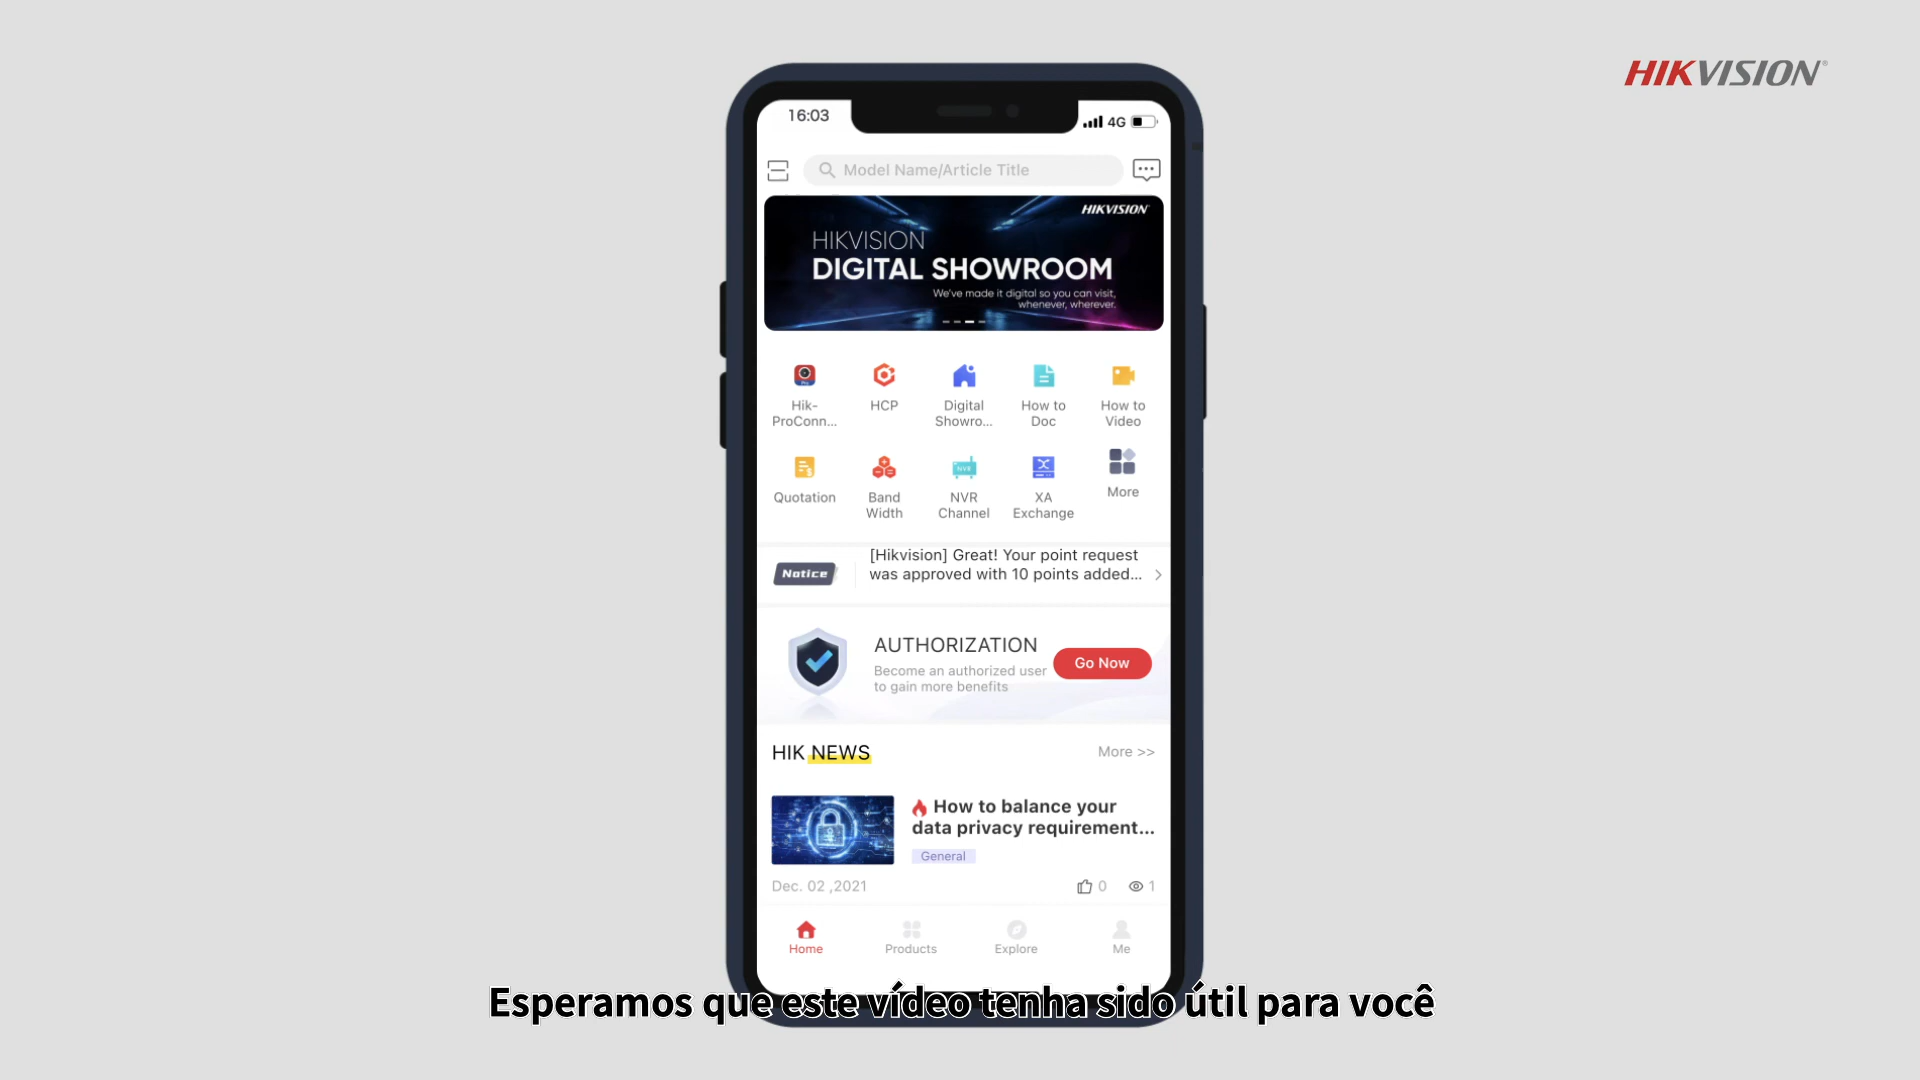 HIKVISION®
16:03
4G
Model Name/Article Title
HIKVISION
HIKVISION
DIGITAL SHOWROOM
We've made it digital so you can visit,
whenever, wherever.
Hik-
ProConn...
HCP
Digital
Showro...
How to
Doc
How to
Video
NVR
Quotation
Band
Width
NVR
Channel
XA
Exchange
More
Notice
[Hikvision] Great! Your point request
was approved with 10 points added...
AUTHORIZATION
Become an authorized user
to gain more benefits
Go Now
HIK NEWS
More >>
How to balance your
data privacy requirement...
General
Dec. 02 ,2021
0
1
Home
Products
Explore
Me
Esperamos que este vídeo tenha sido útil para você